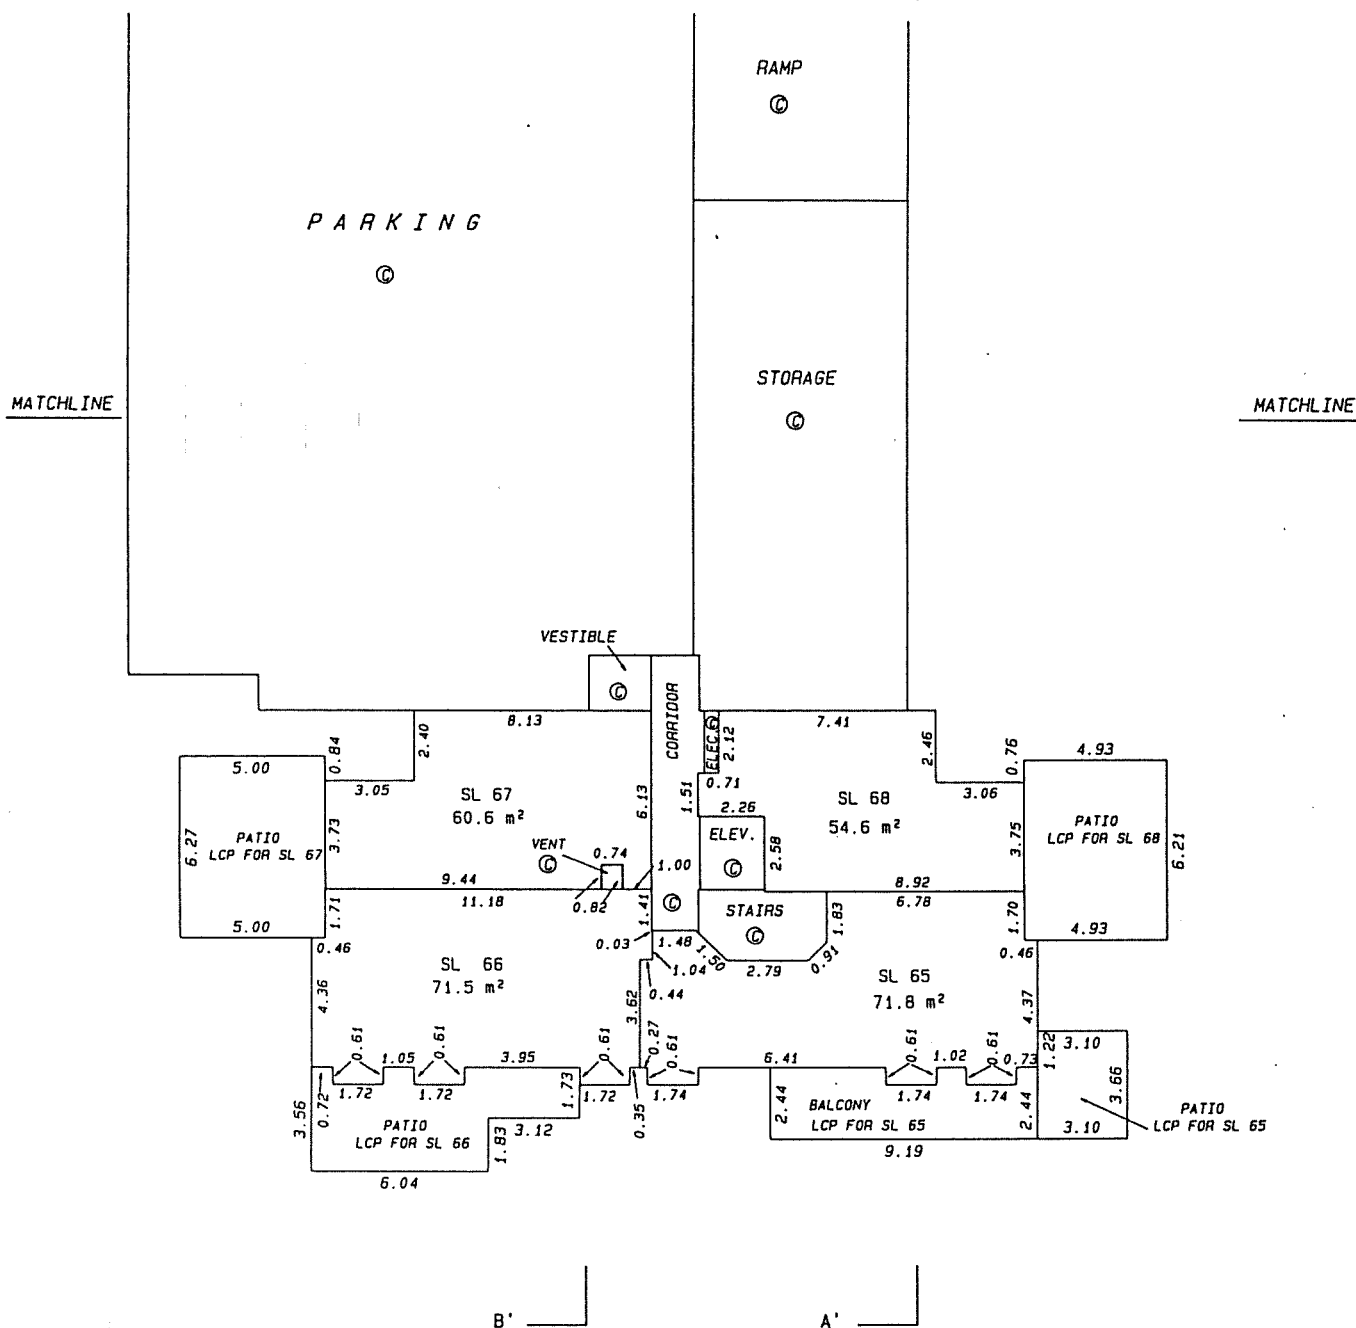 RAMP
©
PARKING
©
STORAGE
©
MATCHLINE
MATCHLINE
VESTIBLE
©
CORRIDOR
©
ELEC.
©
8.13
2.40
0.84
3.05
5.00
6.27
PATIO
LCP FOR SL 67
3.73
5.00
1.71
SL 67
60.6 m²
6.13
VENT
©
0.74
0.82
1.00
9.44
11.18
1.41
7.41
2.12
0.71
1.51
2.26
2.46
0.76
3.06
4.93
SL 68
54.6 m²
ELEV.
©
2.58
3.75
PATIO
LCP FOR SL 68
6.21
4.93
8.92
6.78
1.70
0.46
STAIRS
©
1.83
0.91
2.79
1.50
1.48
0.03
1.04
0.44
0.46
SL 66
71.5 m²
4.36
3.62
SL 65
71.8 m²
4.37
0.61
1.05
0.61
3.95
0.61
0.27
0.61
6.41
0.61
1.02
0.61
0.73
1.22
3.10
0.72
1.72
1.72
1.73
1.72
0.35
1.74
1.74
1.74
3.56
PATIO
LCP FOR SL 66
3.12
1.83
6.04
2.44
BALCONY
LCP FOR SL 65
2.44
9.19
3.66
3.10
PATIO
LCP FOR SL 65
B'
A'